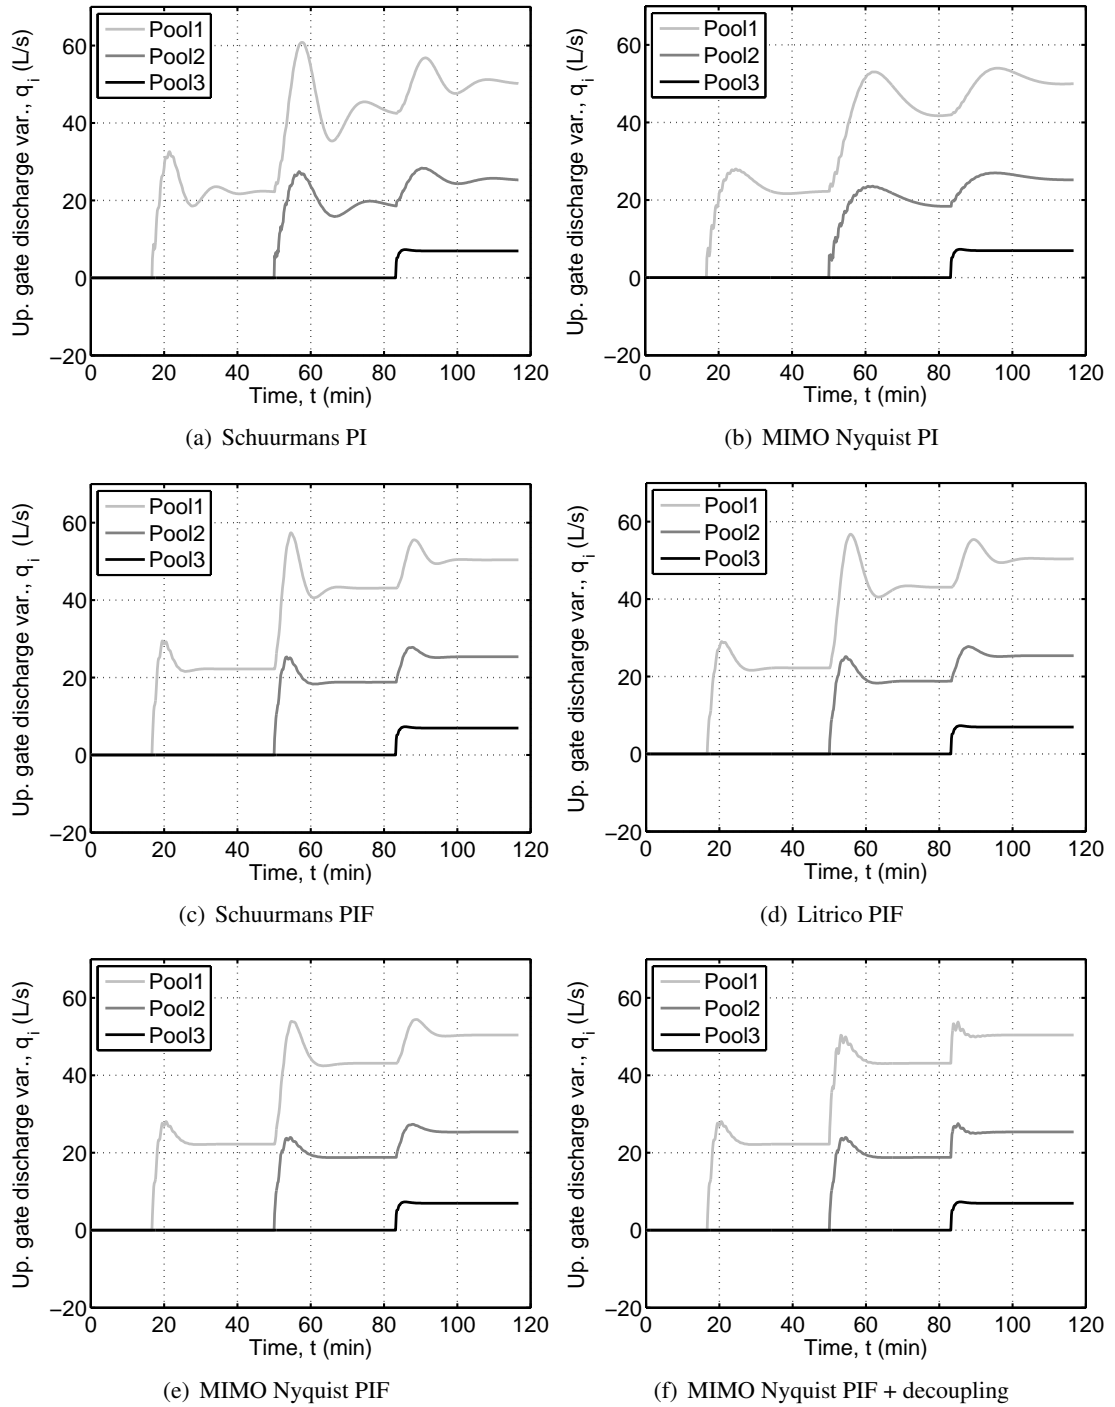 Up. gate discharge var., q_i (L/s)
60
40
20
0
−20
Pool1
Pool2
Pool3
0 20 40 60 80 100 120
Time, t (min)
(a) Schuurmans PI
Up. gate discharge var., q_i (L/s)
60
40
20
0
−20
Pool1
Pool2
Pool3
0 20 40 60 80 100 120
Time, t (min)
(b) MIMO Nyquist PI
Up. gate discharge var., q_i (L/s)
60
40
20
0
−20
Pool1
Pool2
Pool3
0 20 40 60 80 100 120
Time, t (min)
(c) Schuurmans PIF
Up. gate discharge var., q_i (L/s)
60
40
20
0
−20
Pool1
Pool2
Pool3
0 20 40 60 80 100 120
Time, t (min)
(d) Litrico PIF
Up. gate discharge var., q_i (L/s)
60
40
20
0
−20
Pool1
Pool2
Pool3
0 20 40 60 80 100 120
Time, t (min)
(e) MIMO Nyquist PIF
Up. gate discharge var., q_i (L/s)
60
40
20
0
−20
Pool1
Pool2
Pool3
0 20 40 60 80 100 120
Time, t (min)
(f) MIMO Nyquist PIF + decoupling